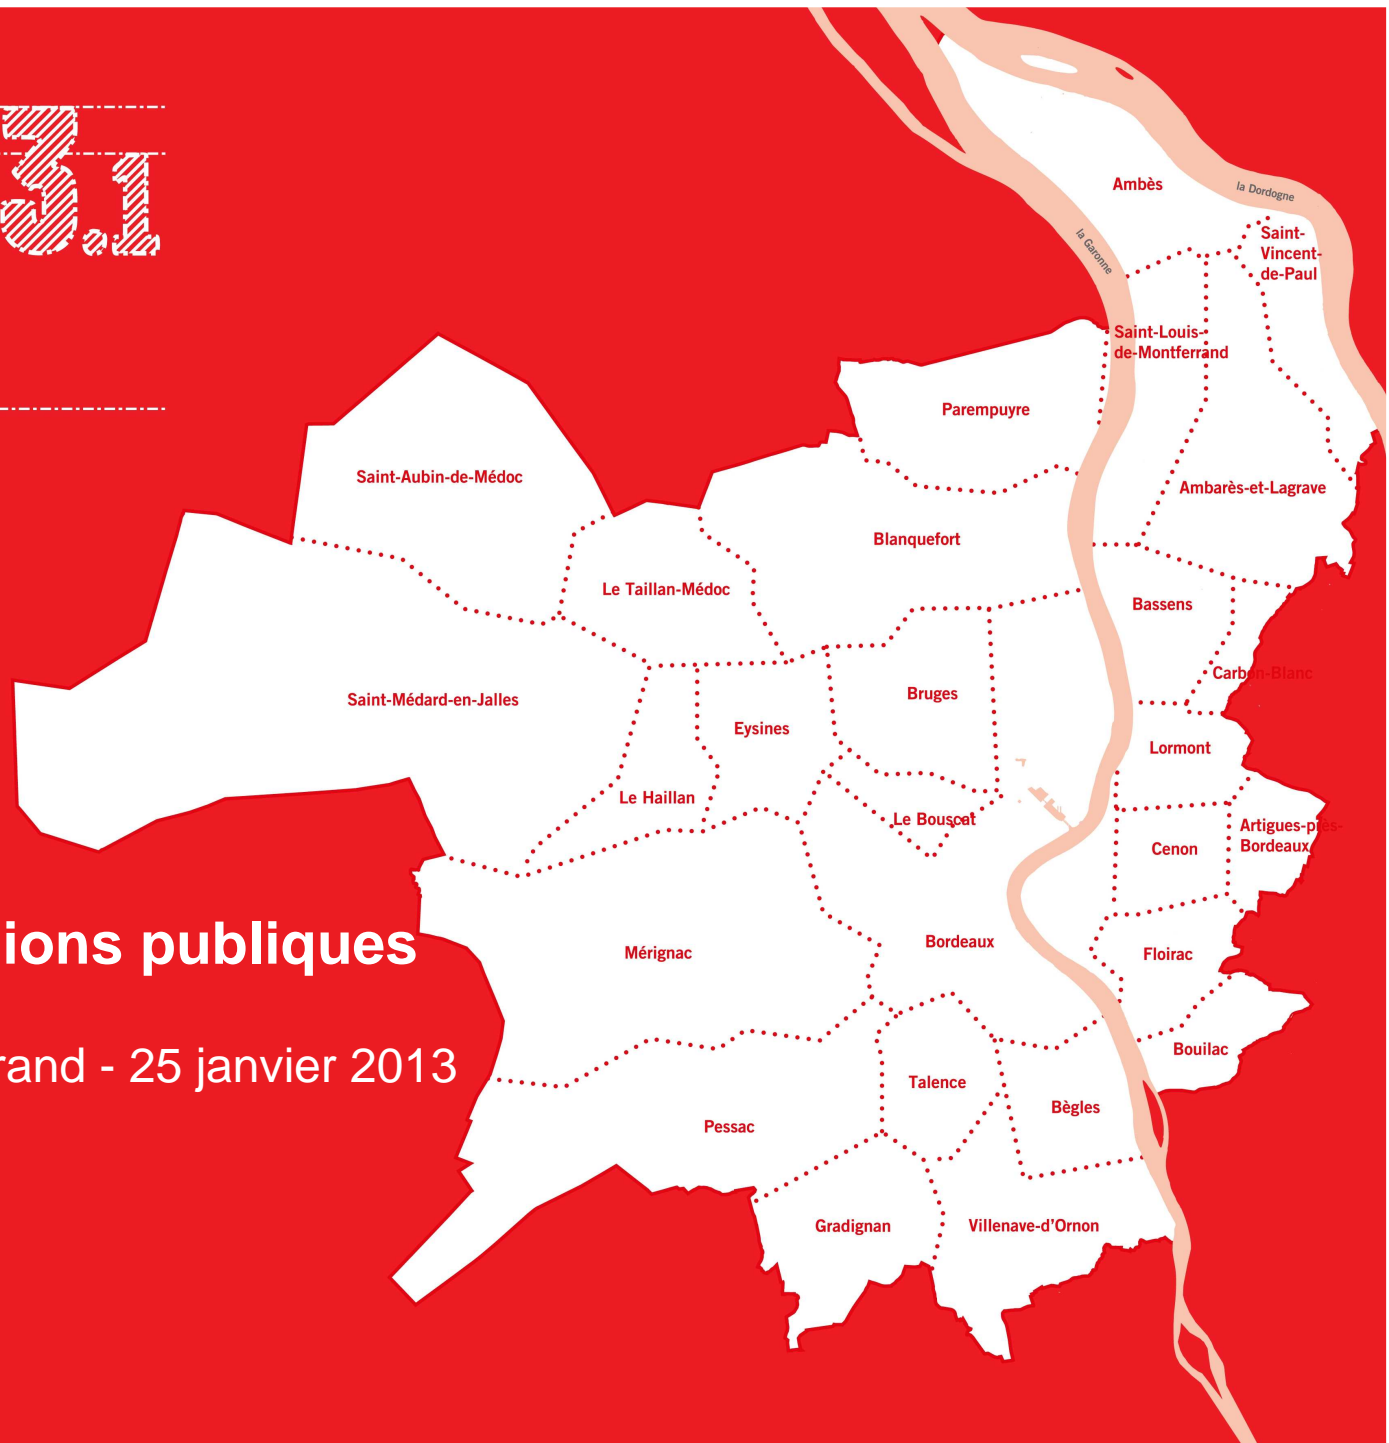 3.1
Ambès
la Dordogne
la Garonne
Saint-
Vincent-
de-Paul
Saint-Louis-
de-Montferrand
Parempuyre
Saint-Aubin-de-Médoc
Ambarès-et-Lagrave
Blanquefort
Le Taillan-Médoc
Bassens
Carbon-Blanc
Saint-Médard-en-Jalles
Bruges
Eysines
Lormont
Le Haillan
Le Bouscat
Artigues-près-
Bordeaux
Cenon
ions publiques
Mérignac
Bordeaux
Floirac
rand - 25 janvier 2013
Bouilac
Talence
Bègles
Pessac
Gradignan
Villenave-d'Ornon